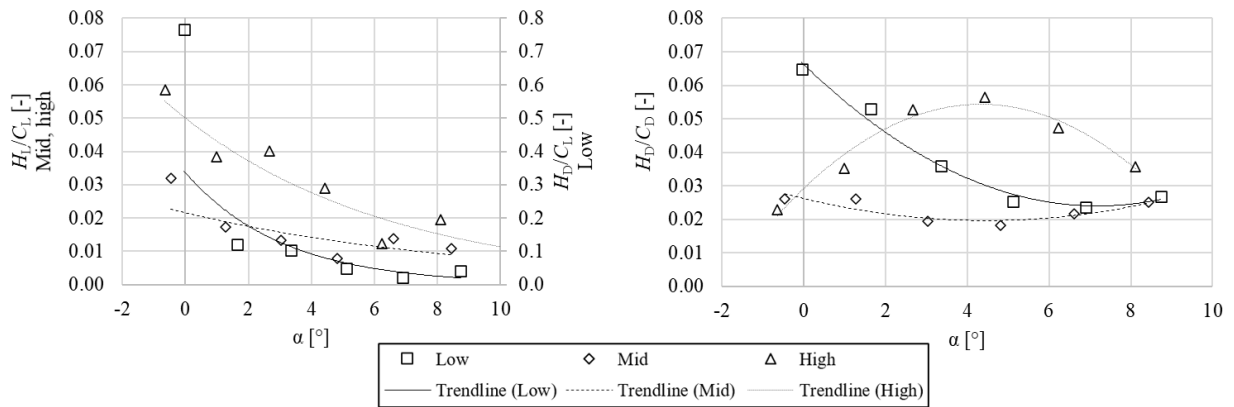 0.08
0.07
0.06
0.05
0.04
0.03
0.02
0.01
0.00
H_L/C_L [-]
Mid, high
0.8
0.7
0.6
0.5
0.4
0.3
0.2
0.1
0.0
H_D/C_L [-]
Low
-2 0 2 4 6 8 10
α [°]
0.08
0.07
0.06
0.05
0.04
0.03
0.02
0.01
0.00
H_D/C_D [-]
-2 0 2 4 6 8 10
α [°]
Low Mid High
Trendline (Low) Trendline (Mid) Trendline (High)